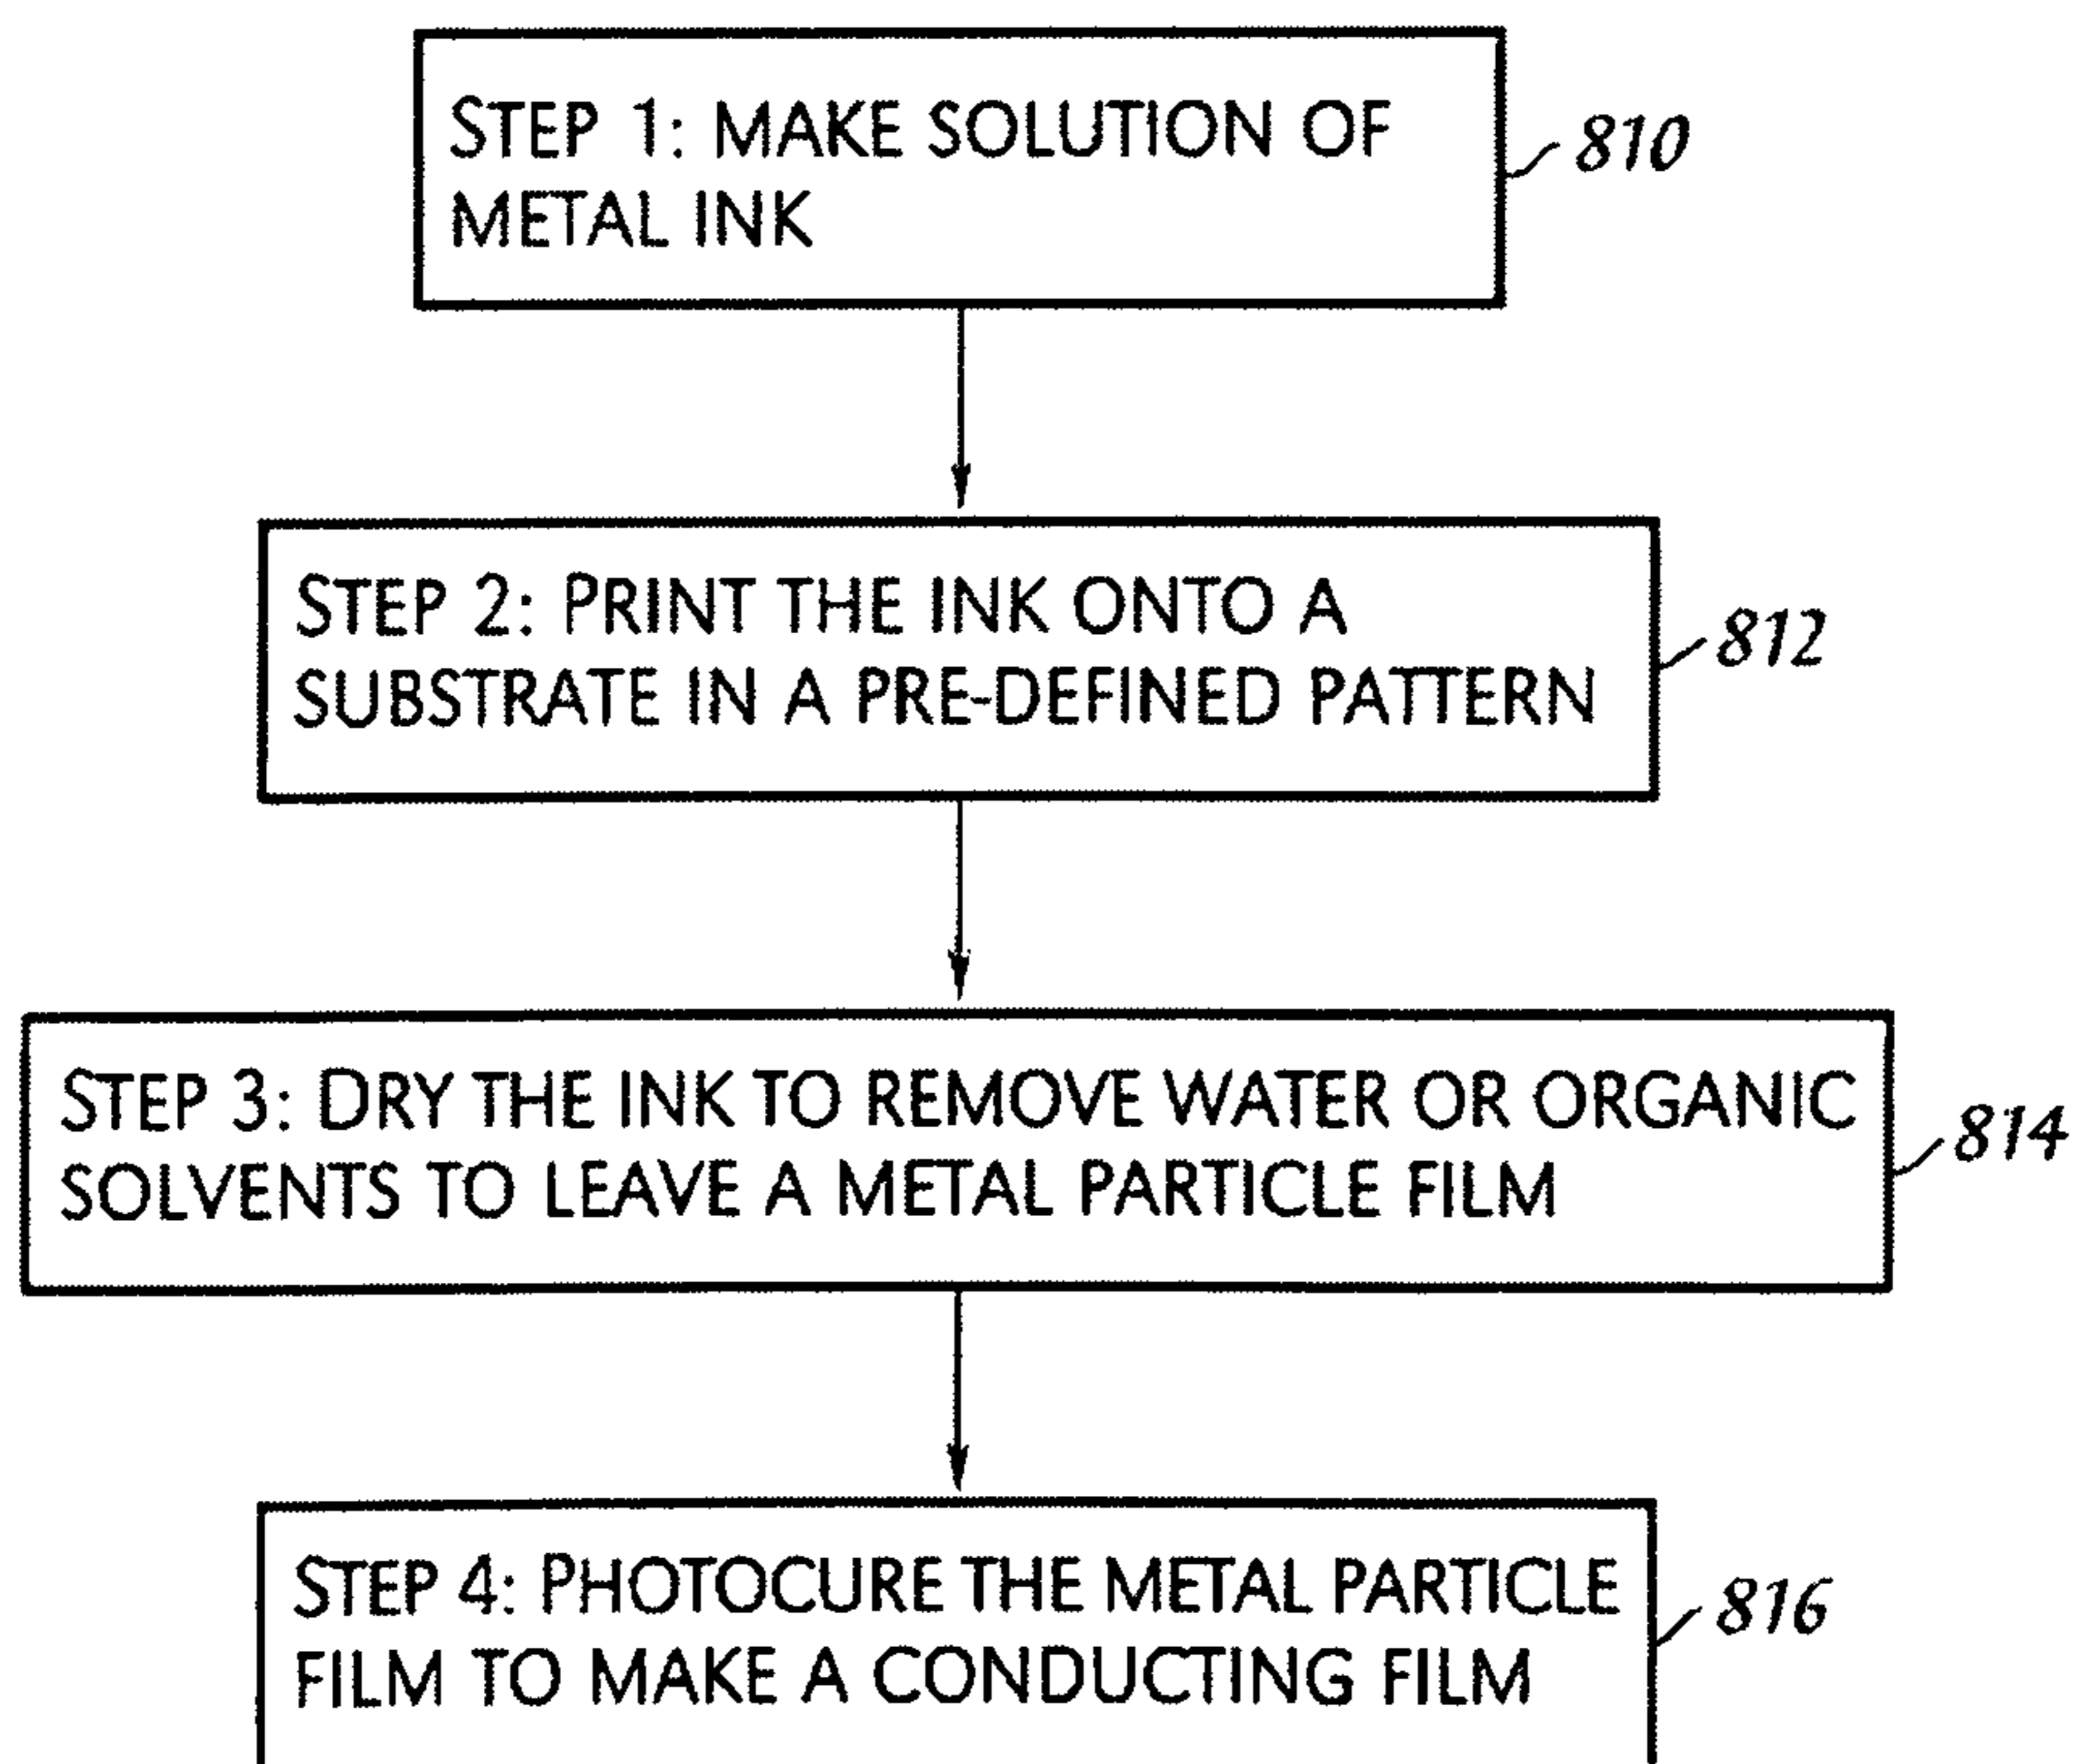 STEP 1: MAKE SOLUTION OF
METAL INK
810
STEP 2: PRINT THE INK ONTO A
SUBSTRATE IN A PRE-DEFINED PATTERN
812
STEP 3: DRY THE INK TO REMOVE WATER OR ORGANIC
SOLVENTS TO LEAVE A METAL PARTICLE FILM
814
STEP 4: PHOTOCURE THE METAL PARTICLE
FILM TO MAKE A CONDUCTING FILM
816